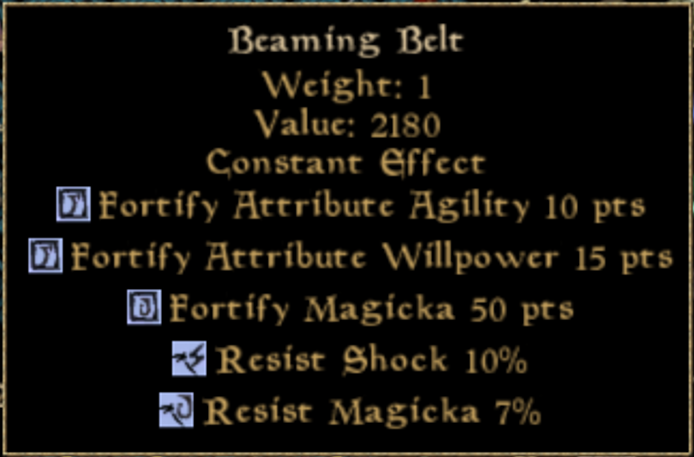 Beaming Belt
Weight: 1
Value: 2180
Constant Effect
Fortify Attribute Agility 10 pts
Fortify Attribute Willpower 15 pts
Fortify Magicka 50 pts
Resist Shock 10%
Resist Magicka 7%